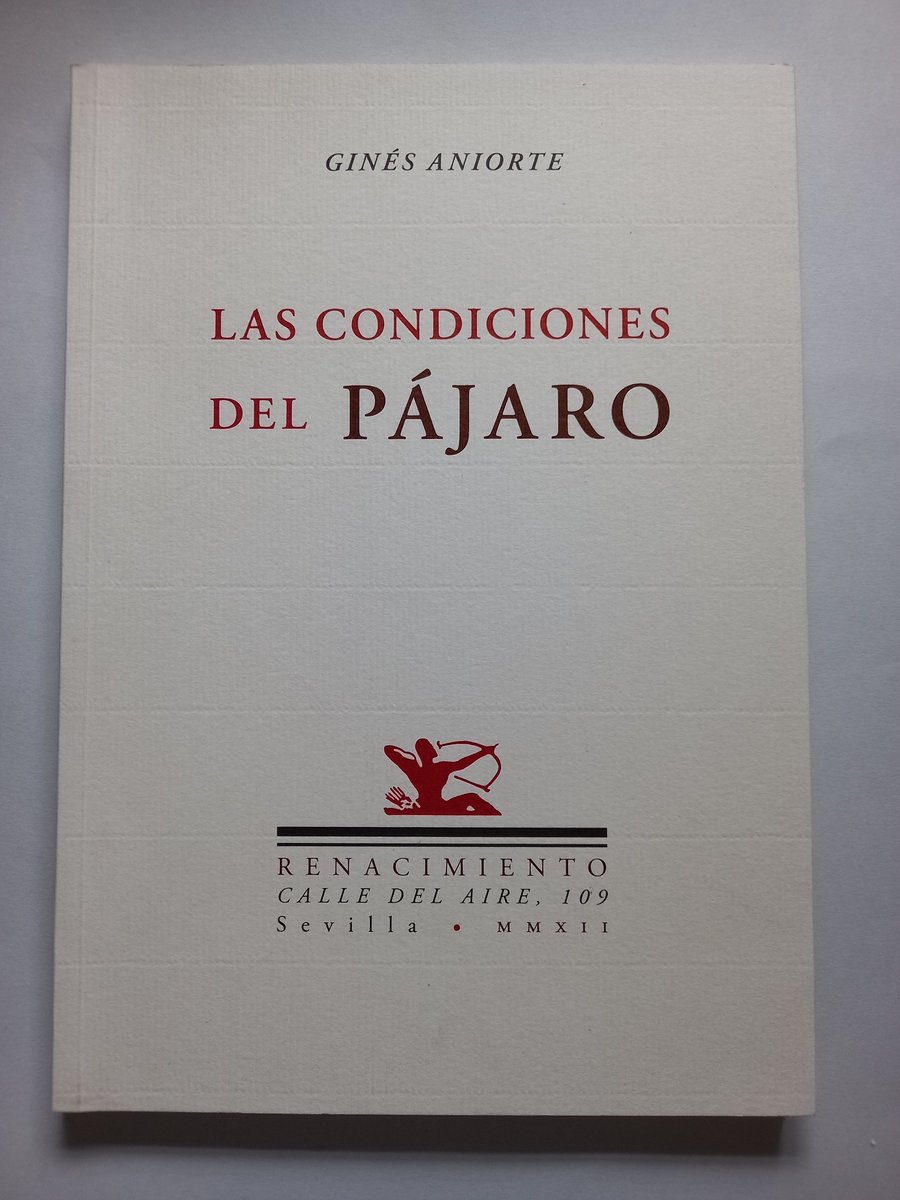 GINÉS ANIORTE
LAS CONDICIONES
DEL PÁJARO
RENACIMIENTO
CALLE DEL AIRE, 109
Sevilla • MMXII